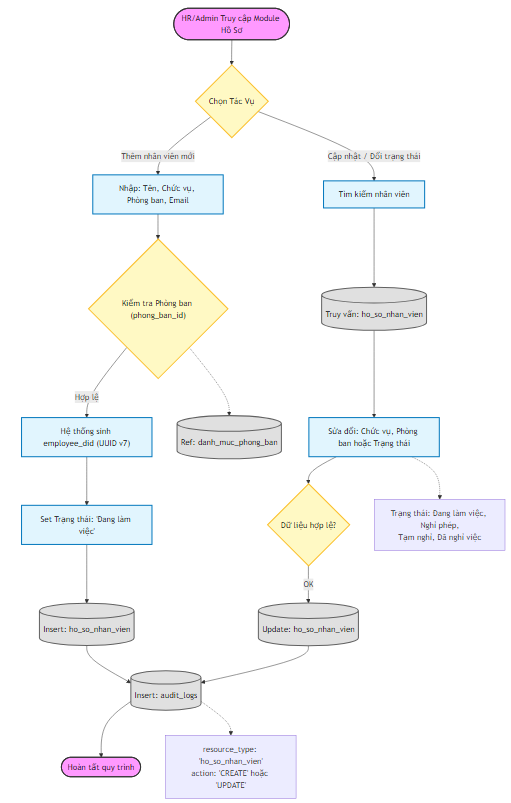 HR/Admin Truy cập Module
Hồ Sơ
Chọn Tác Vụ
Thêm nhân viên mới
Cập nhật / Đổi trạng thái
Nhập: Tên, Chức vụ,
Phòng ban, Email
Tìm kiếm nhân viên
Kiểm tra Phòng ban
(phong_ban_id)
Truy vấn: ho_so_nhan_vien
Hợp lệ
Hệ thống sinh
employee_did (UUID v7)
Ref: danh_muc_phong_ban
Sửa đổi: Chức vụ, Phòng
ban hoặc Trạng thái
Set Trạng thái: 'Đang làm
việc'
Dữ liệu hợp lệ?
Trạng thái: Đang làm việc,
Nghỉ phép,
Tạm nghỉ, Đã nghỉ việc
OK
Insert: ho_so_nhan_vien
Update: ho_so_nhan_vien
Insert: audit_logs
Hoàn tất quy trình
resource_type:
'ho_so_nhan_vien'
action: 'CREATE' hoặc
'UPDATE'